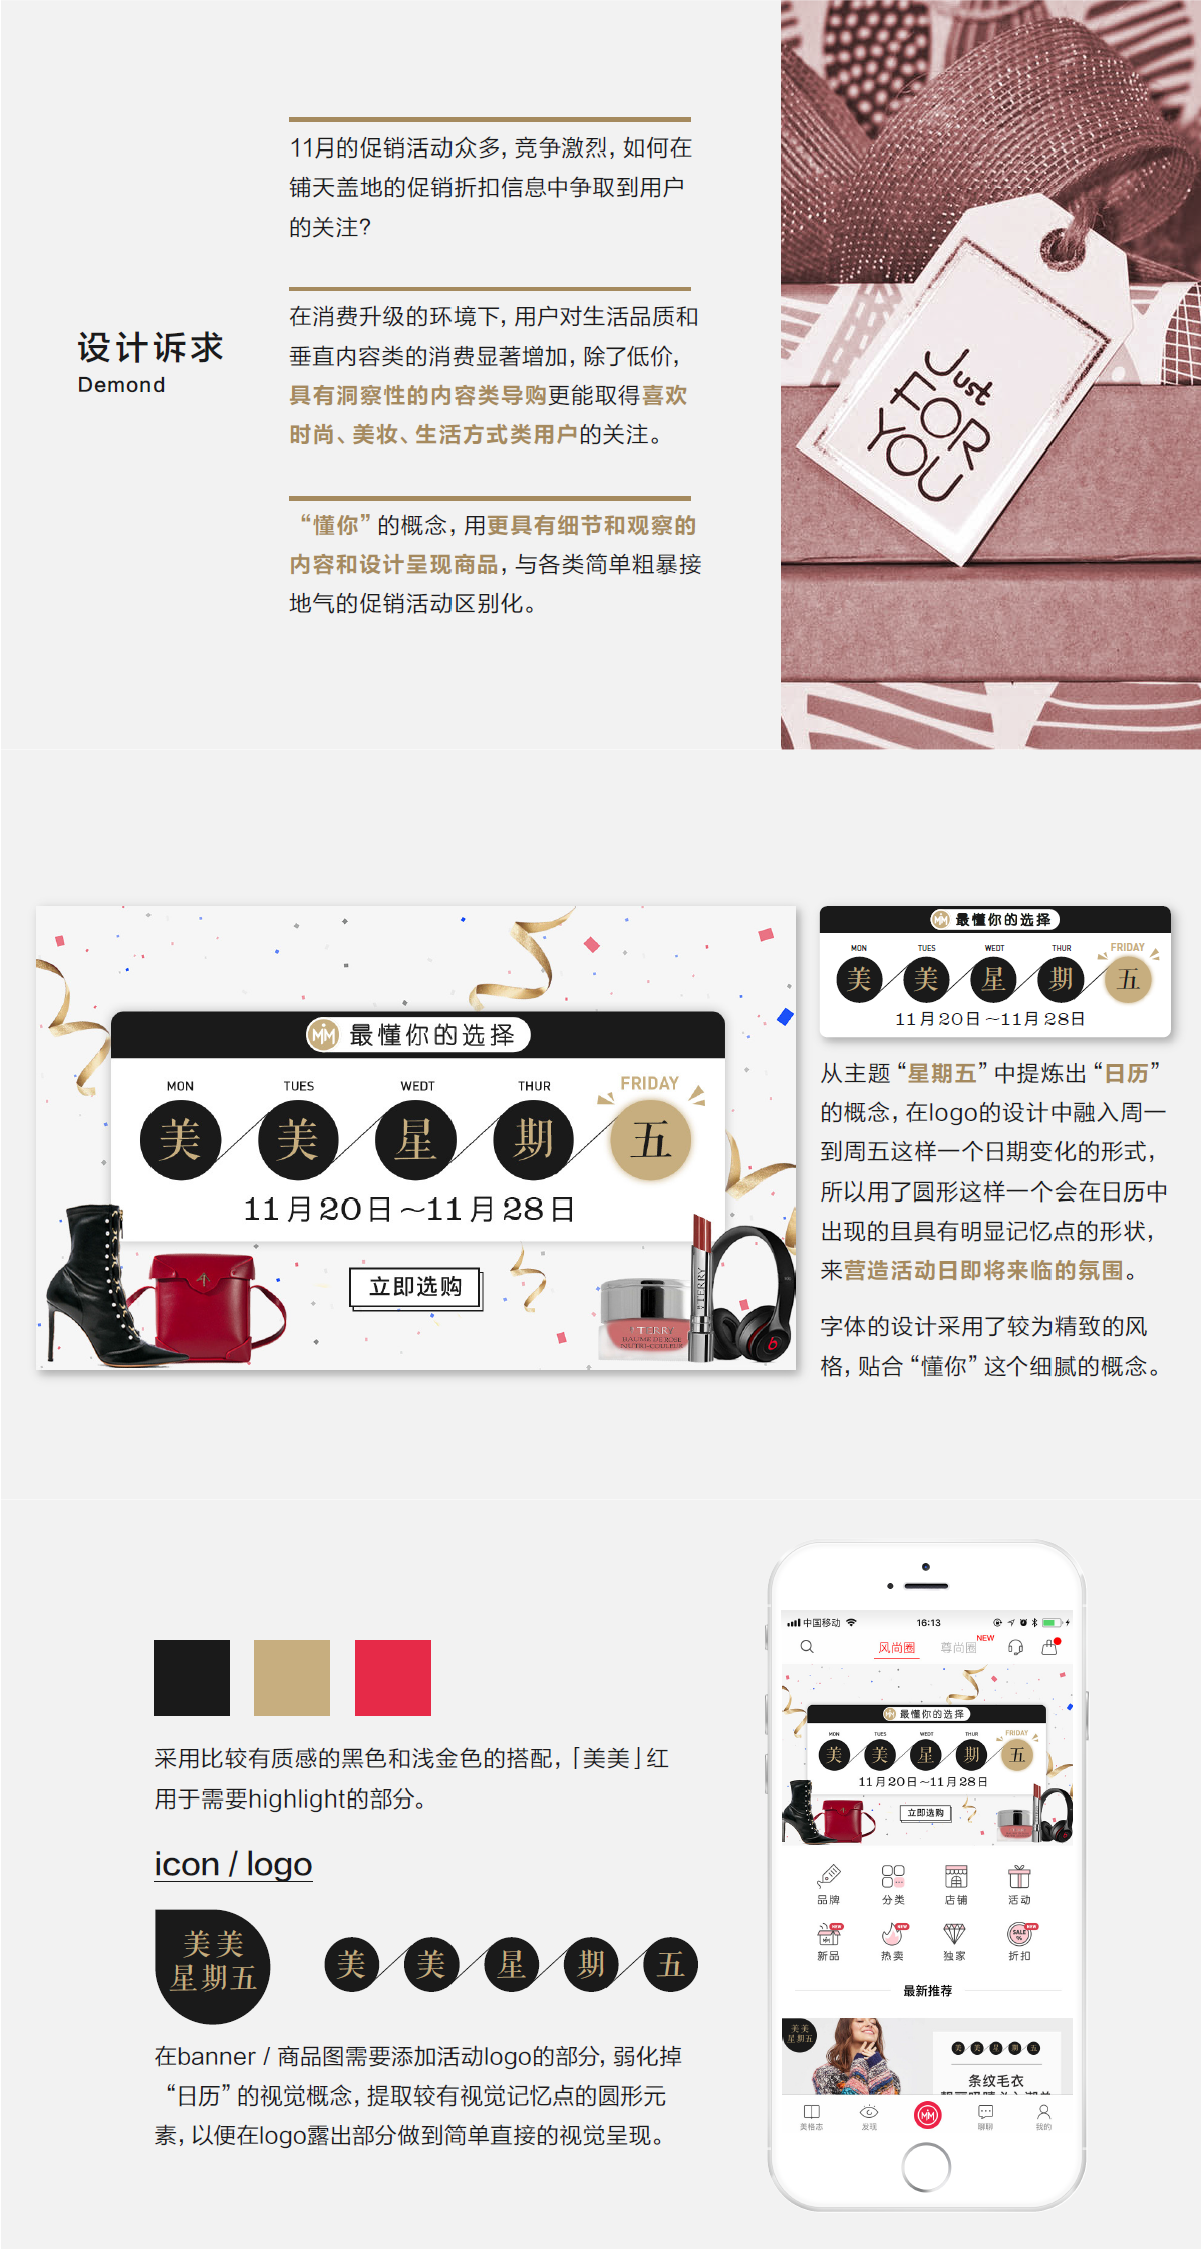 11月的促销活动众多, 竞争激烈, 如何在
铺天盖地的促销折扣信息中争取到用户
的关注?
设计诉求
Demond
在消费升级的环境下, 用户对生活品质和
垂直内容类的消费显著增加, 除了低价,
具有洞察性的内容类导购更能取得喜欢
时尚、美妆、生活方式类用户的关注。
“懂你”的概念, 用更具有细节和观察的
内容和设计呈现商品, 与各类简单粗暴接
地气的促销活动区别化。
Just
FOR
YOU
MM 最懂你的选择
MON TUES WEDT THUR FRIDAY
美 美 星 期 五
11月20日~11月28日
立即选购
BY TERRY
BY TERRY
BAUME DE ROSE
NUTRI-COULEUR
MM 最懂你的选择
MON TUES WEDT THUR FRIDAY
美 美 星 期 五
11月20日~11月28日
从主题“星期五”中提炼出“日历”
的概念, 在logo的设计中融入周一
到周五这样一个日期变化的形式,
所以用了圆形这样一个会在日历中
出现的且具有明显记忆点的形状,
来营造活动日即将来临的氛围。
字体的设计采用了较为精致的风
格, 贴合“懂你”这个细腻的概念。
采用比较有质感的黑色和浅金色的搭配,「美美」红
用于需要highlight的部分。
icon / logo
美美
星期五
美 美 星 期 五
在banner / 商品图需要添加活动logo的部分, 弱化掉
“日历”的视觉概念, 提取较有视觉记忆点的圆形元
素, 以便在logo露出部分做到简单直接的视觉呈现。
中国移动 16:13
风尚圈 尊尚圈 NEW
MM 最懂你的选择
MON TUES WEDT THUR FRIDAY
美 美 星 期 五
11月20日~11月28日
立即选购
品牌 分类 店铺 活动
NEW NEW SALE % NEW
新品 热卖 独家 折扣
最新推荐
美美
星期五
美 美 星 期 五
条纹毛衣
美格志 发现 MM 聊聊 我的